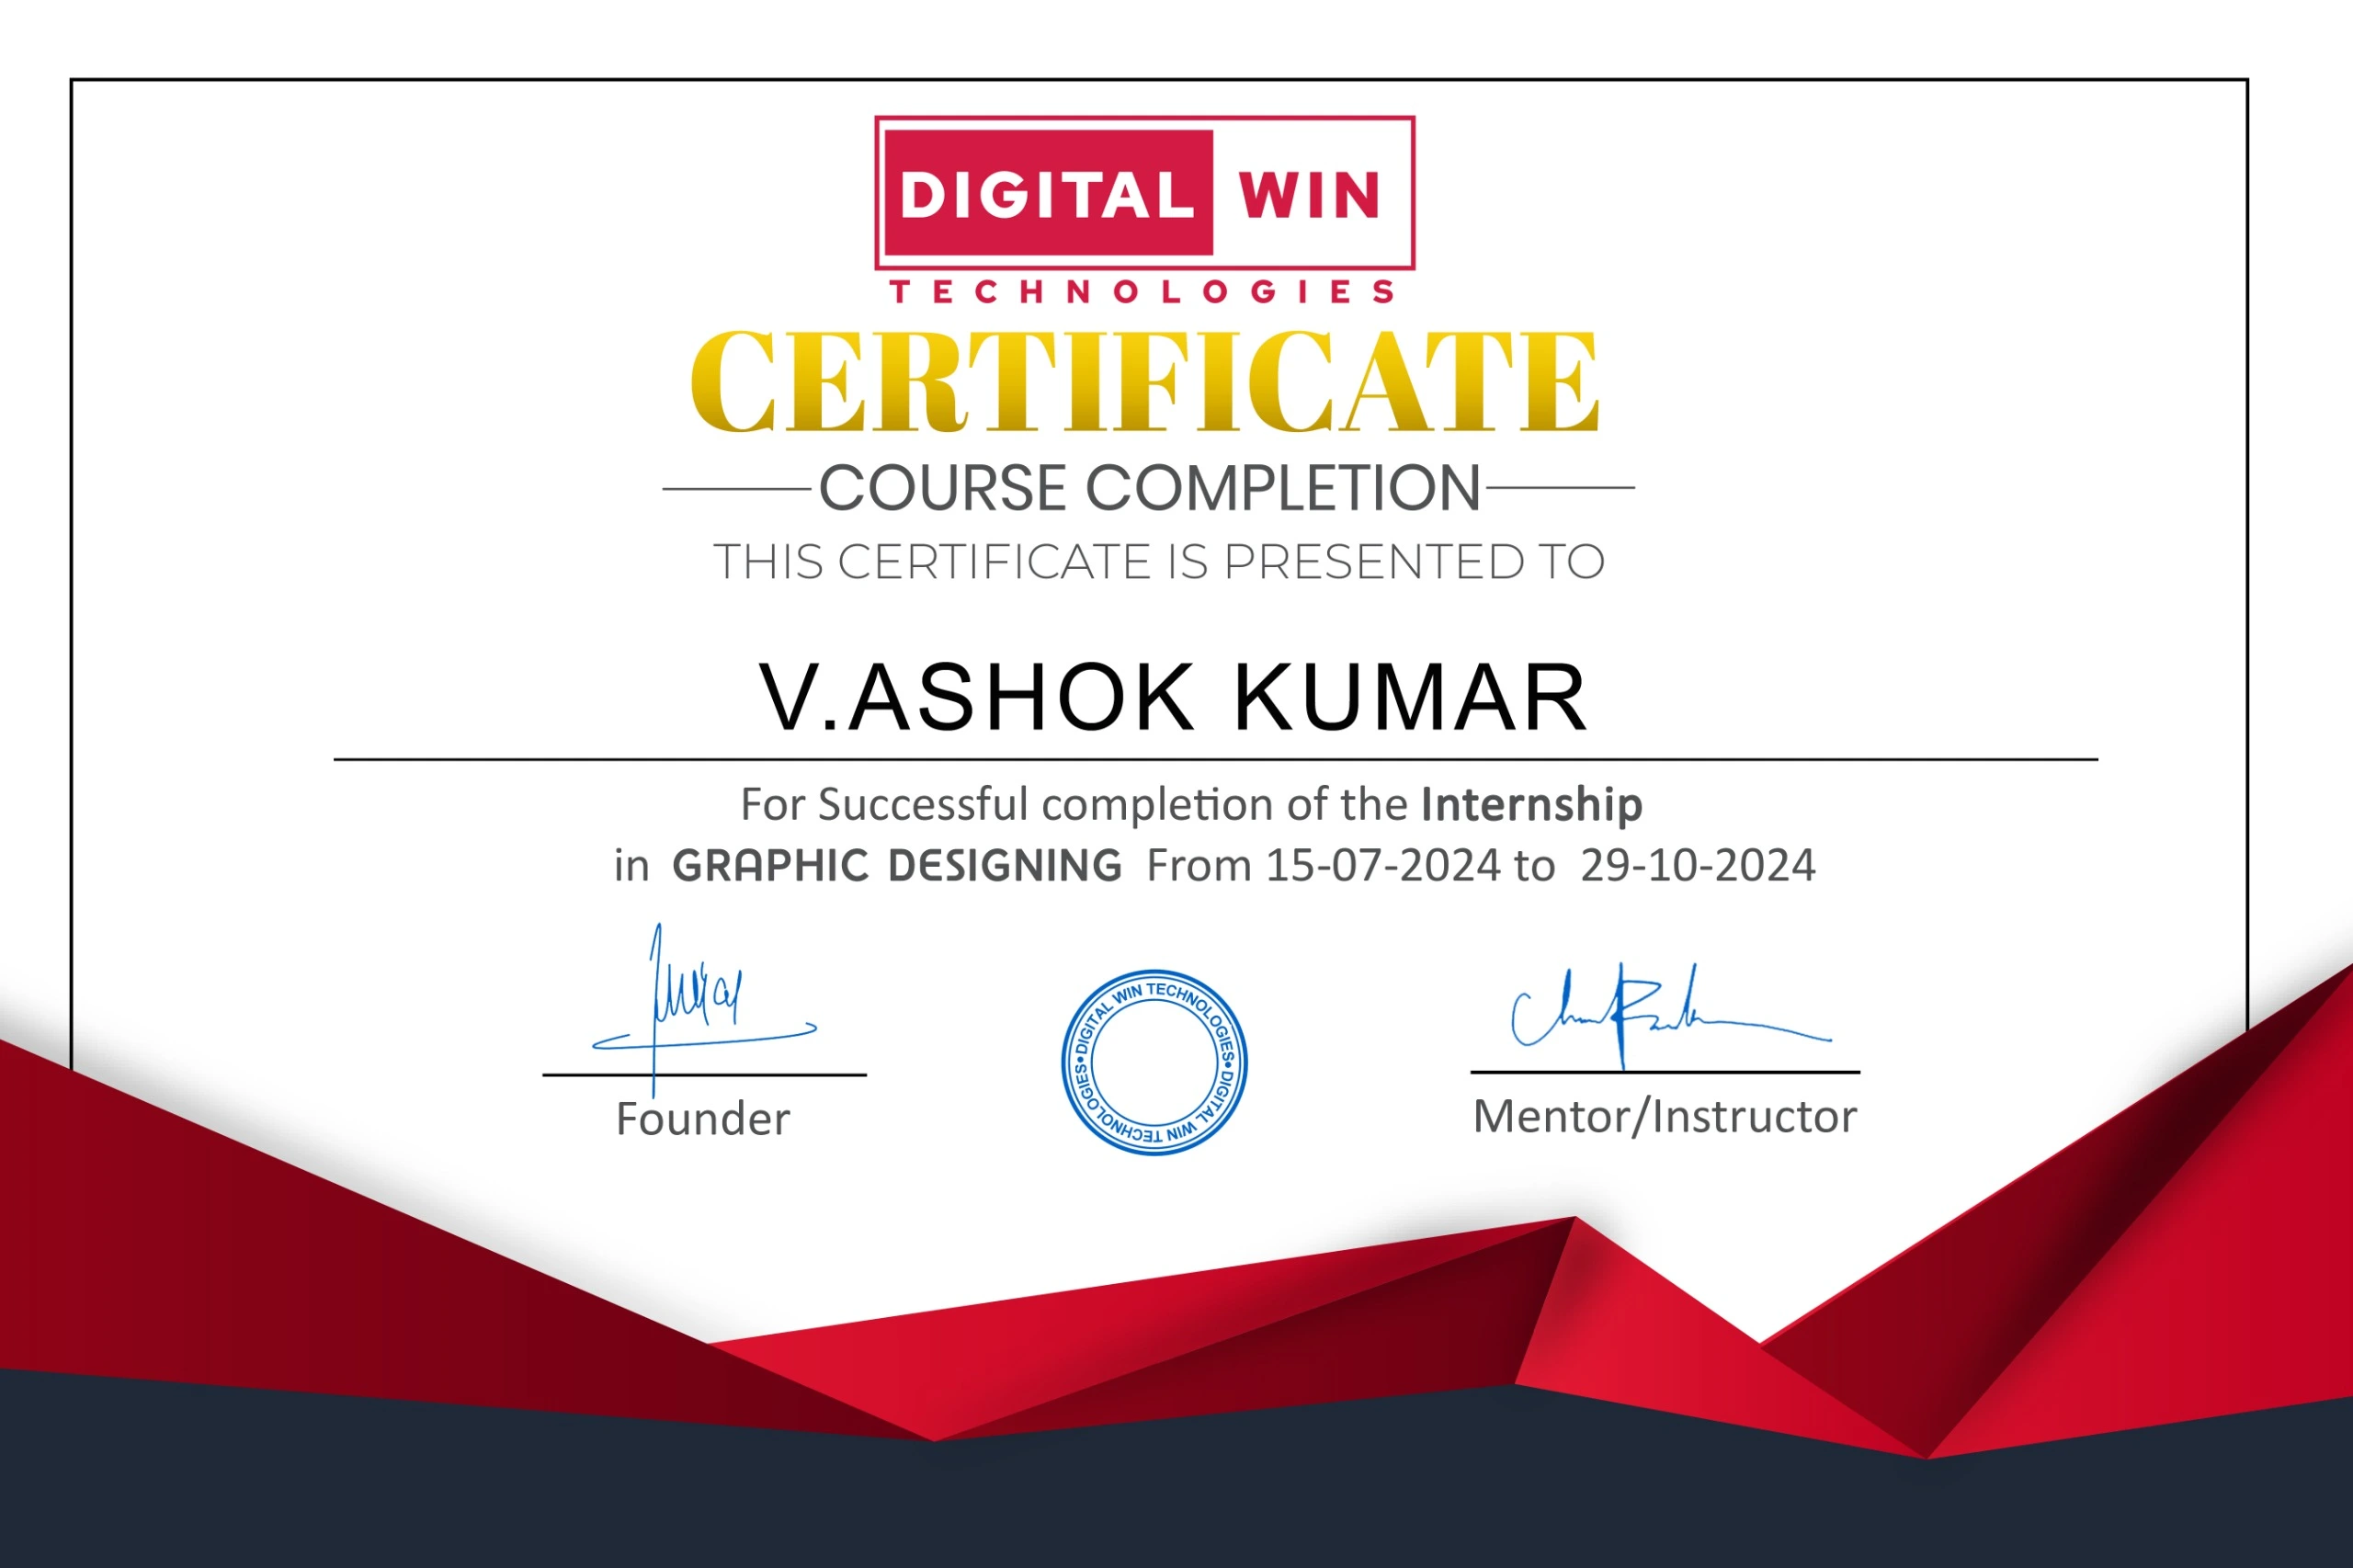 DIGITAL WIN
TECHNOLOGIES
CERTIFICATE
COURSE COMPLETION
THIS CERTIFICATE IS PRESENTED TO
V.ASHOK KUMAR
For Successful completion of the Internship
in GRAPHIC DESIGNING From 15-07-2024 to 29-10-2024
DIGITAL WIN TECHNOLOGIES • DIGITAL WIN TECHNOLOGIES •
Founder
Mentor/Instructor